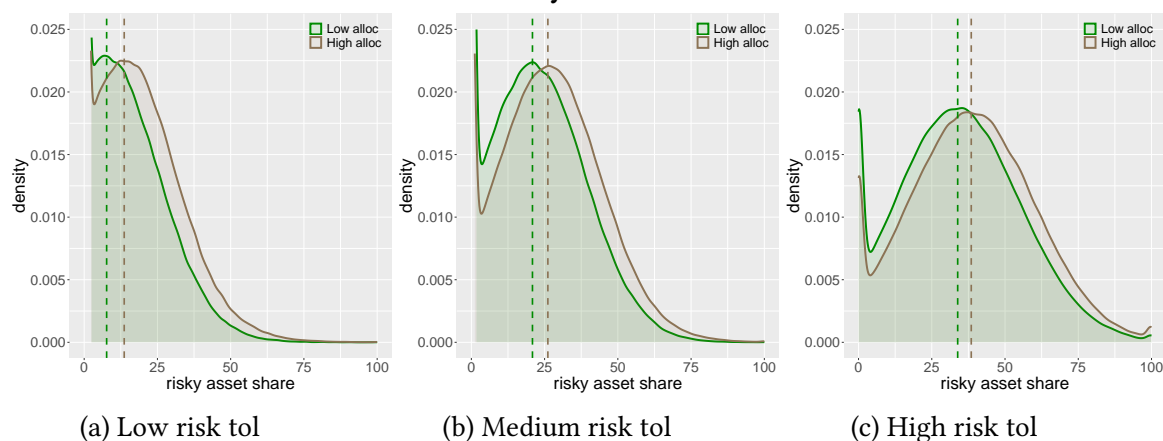 0.025
0.020
0.015
0.010
0.005
0.000
density
0 25 50 75 100
risky asset share
Low alloc
High alloc
(a) Low risk tol
0.025
0.020
0.015
0.010
0.005
0.000
density
0 25 50 75 100
risky asset share
Low alloc
High alloc
(b) Medium risk tol
0.025
0.020
0.015
0.010
0.005
0.000
density
0 25 50 75 100
risky asset share
Low alloc
High alloc
(c) High risk tol